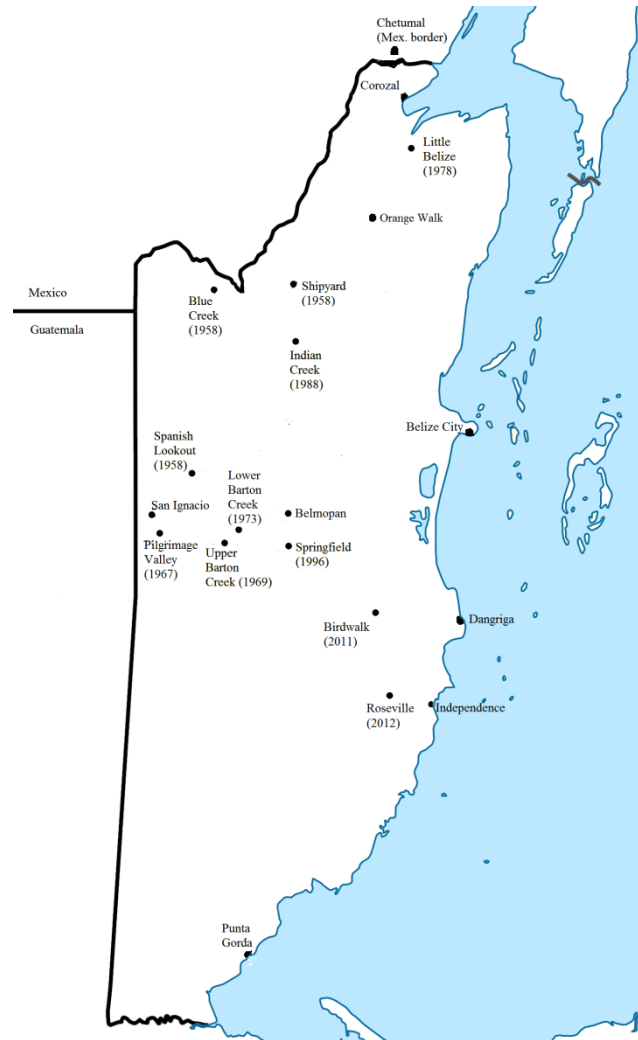 Chetumal
(Mex. border)
Corozal
Little
Belize
(1978)
Orange Walk
Mexico
Guatemala
Blue
Creek
(1958)
Shipyard
(1958)
Indian
Creek
(1988)
Belize City
Spanish
Lookout
(1958)
Lower
Barton
Creek
(1973)
San Ignacio
Belmopan
Pilgrimage
Valley
(1967)
Upper
Barton
Creek (1969)
Springfield
(1996)
Birdwalk
(2011)
Dangriga
Roseville
(2012)
Independence
Punta
Gorda